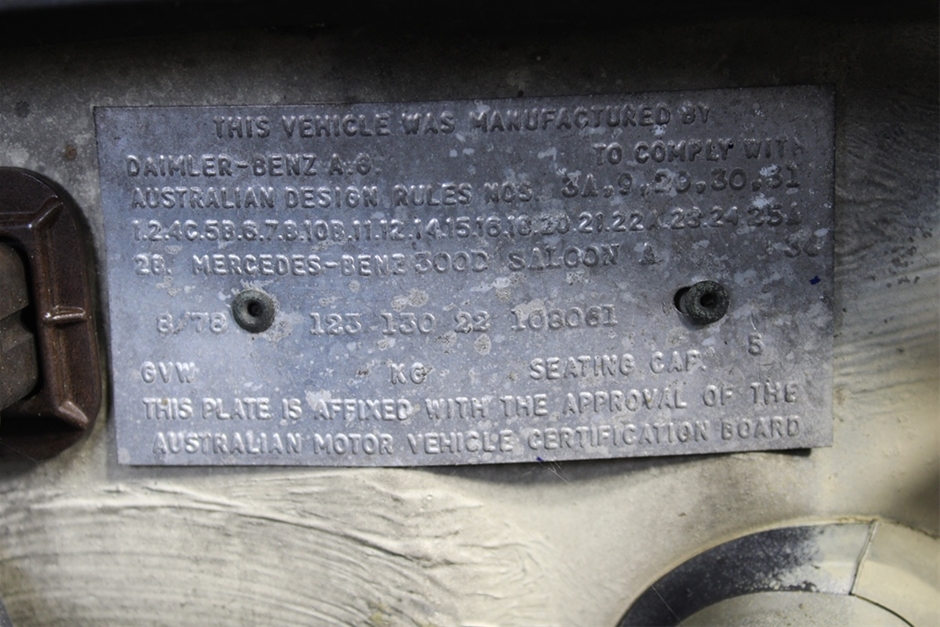 THIS VEHICLE WAS MANUFACTURED BY
DAIMLER-BENZ A.G. TO COMPLY WITH
AUSTRALIAN DESIGN RULES NOS. 3A.9.29.30.31
1.2.4C.5B.6.7.8.10B.11.12.14.15.16.18.20.21.22A.23.24.25A
28. MERCEDES-BENZ 300D SALOON A
8/78 123 130 22 108061
5
GVW KG SEATING CAP.
THIS PLATE IS AFFIXED WITH THE APPROVAL OF THE
AUSTRALIAN MOTOR VEHICLE CERTIFICATION BOARD